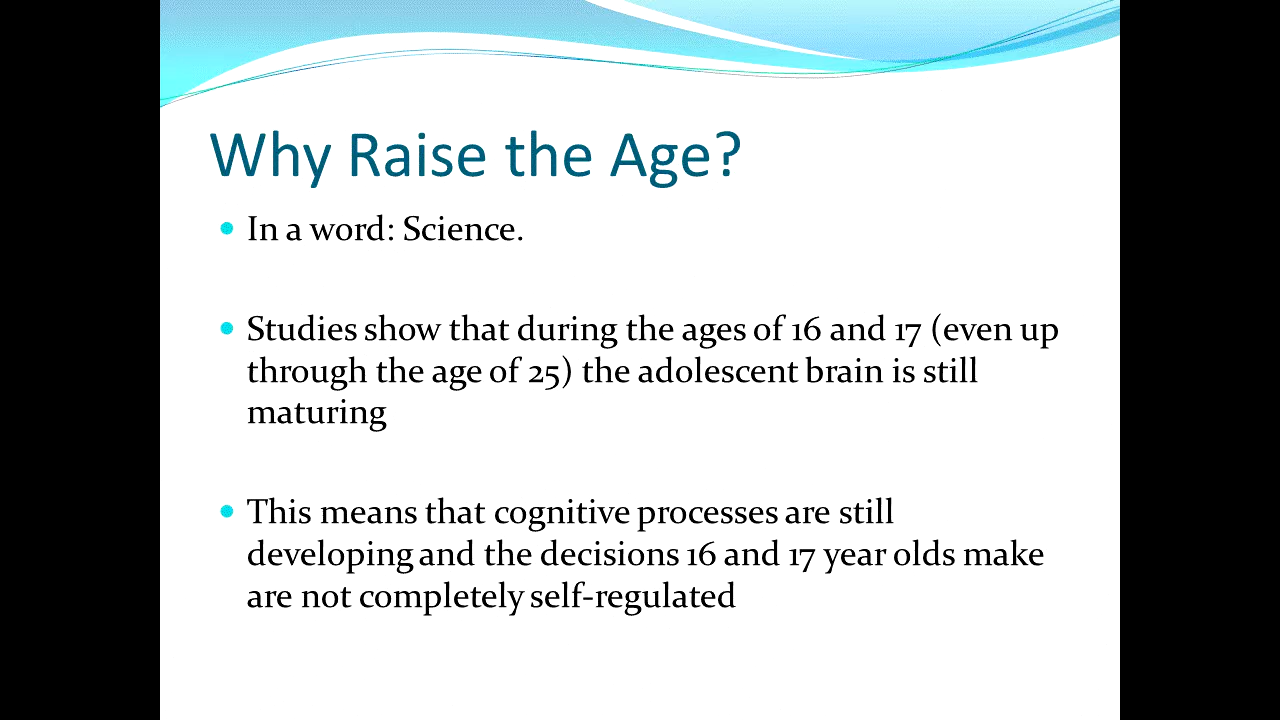 Why Raise the Age?
• In a word: Science.
• Studies show that during the ages of 16 and 17 (even up
through the age of 25) the adolescent brain is still
maturing
• This means that cognitive processes are still
developing and the decisions 16 and 17 year olds make
are not completely self-regulated